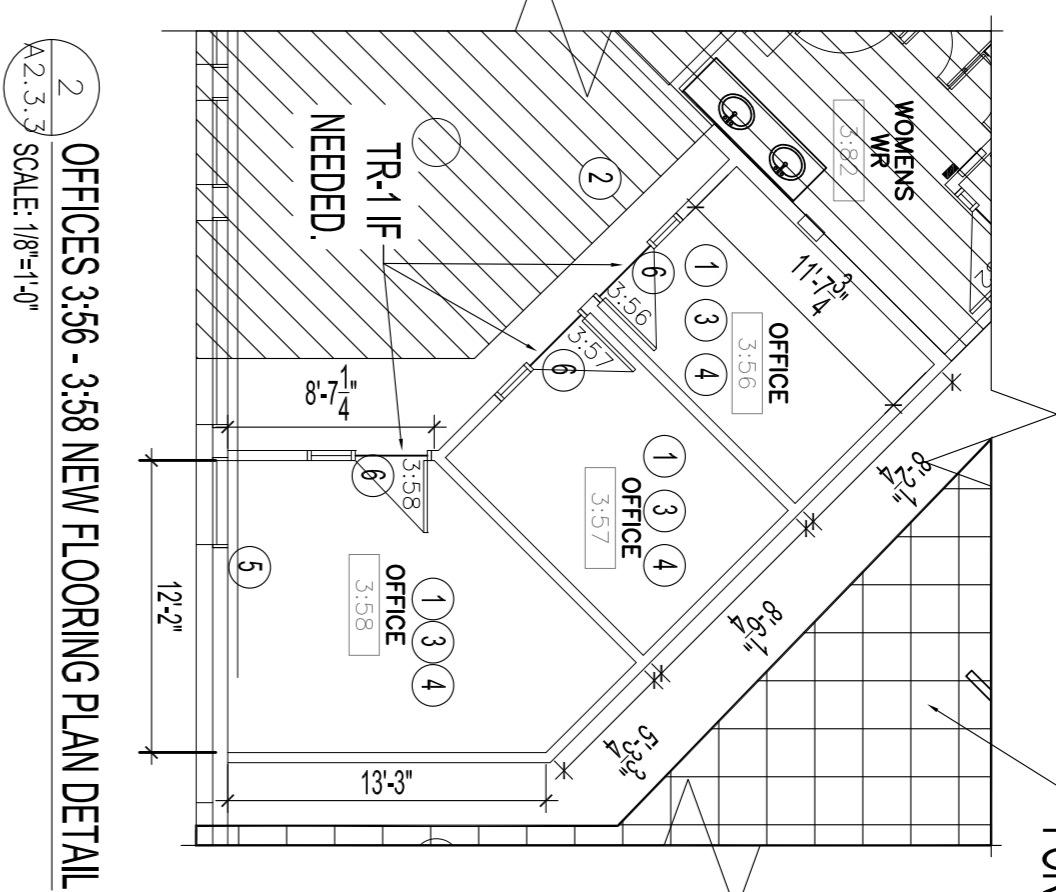 WOMENS
WR
3:82
11'-7 3/4"
OFFICE
3:56
1
3
4
6
3:56
2
TR-1 IF
NEEDED.
3:57
6
1
3
4
OFFICE
3:57
8'-2 1/4"
8'-6 1/4"
5'-3 3/4"
8'-7 1/4"
3:58
6
5
1
3
4
OFFICE
3:58
12'-2"
13'-3"
2
A2.3.3
OFFICES 3:56 - 3:58 NEW FLOORING PLAN DETAIL
SCALE: 1/8"=1'-0"